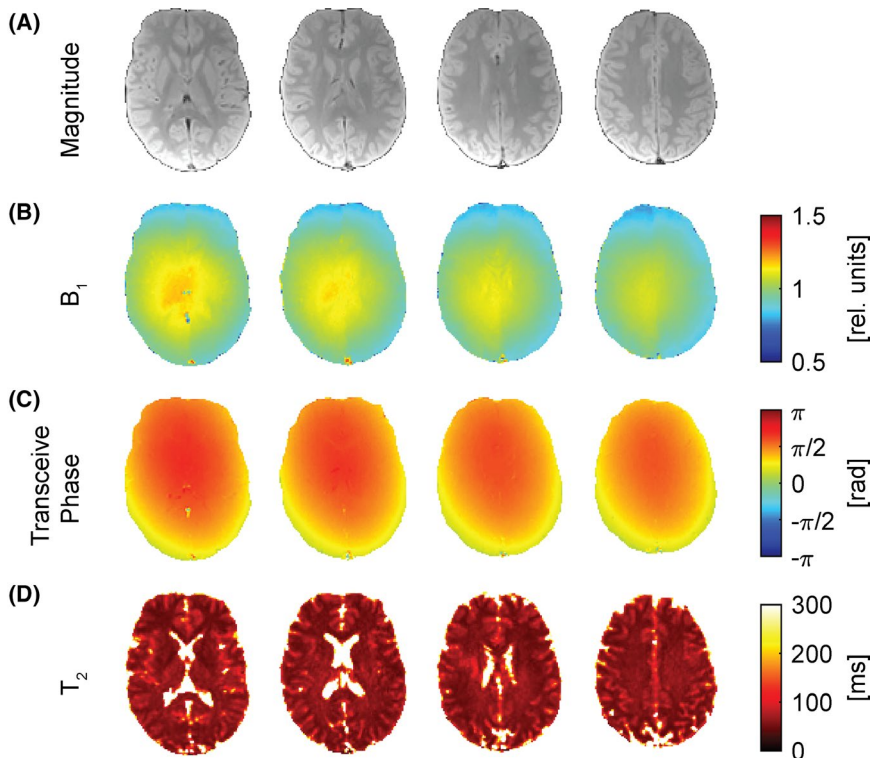 (A)
Magnitude
(B)
B1
1.5
1
0.5
[rel. units]
(C)
Transceive
Phase
π
π/2
0
-π/2
-π
[rad]
(D)
T2
300
200
100
0
[ms]